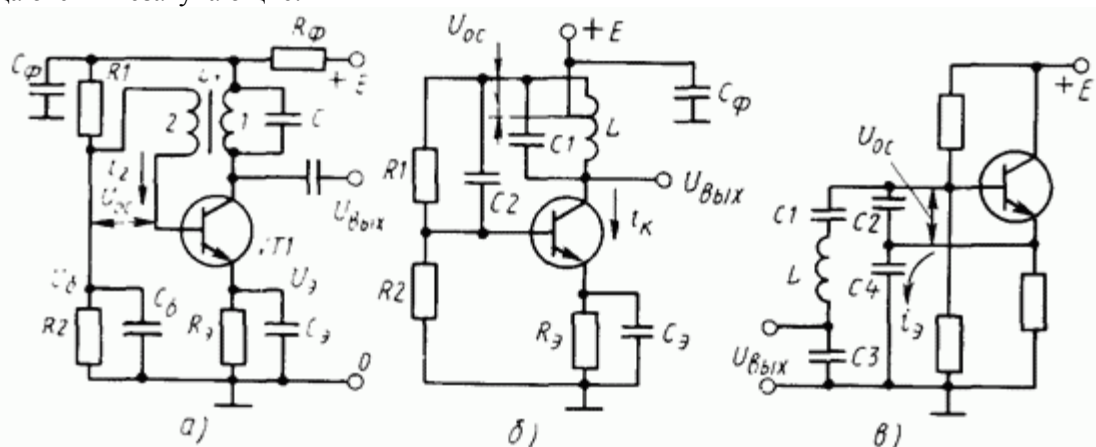 Cф
R1
2
1
C
Rф
+ E
i2
Uос
Uвых
VT1
Uб
R2
Cб
Uэ
Rэ
Cэ
0
а)
Uос
+ E
Cф
L
C1
R1
C2
Uвых
iк
R2
Rэ
Cэ
б)
+ E
Uос
C1
C2
L
C4
iэ
Uвых
C3
в)